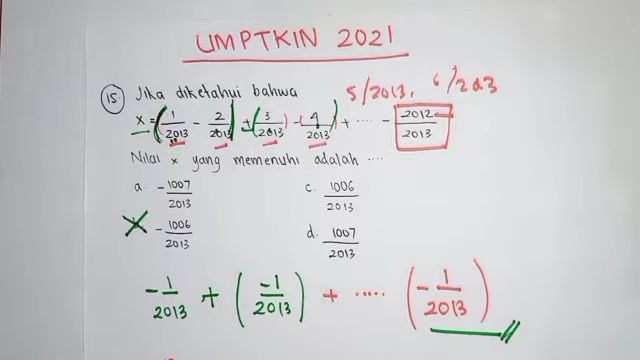 UMPTKIN 2021
15. Jika diketahui bahwa 5/2013, 6/2013
x = (1/2013 - 2/2013) + (3/2013) - (4/2013) + .... - 2012/2013
Nilai x yang memenuhi adalah ....
a. -1007/2013 c. 1006/2013
-1006/2013 d. 1007/2013
-1/2013 + (-1/2013) + ..... (-1/2013)